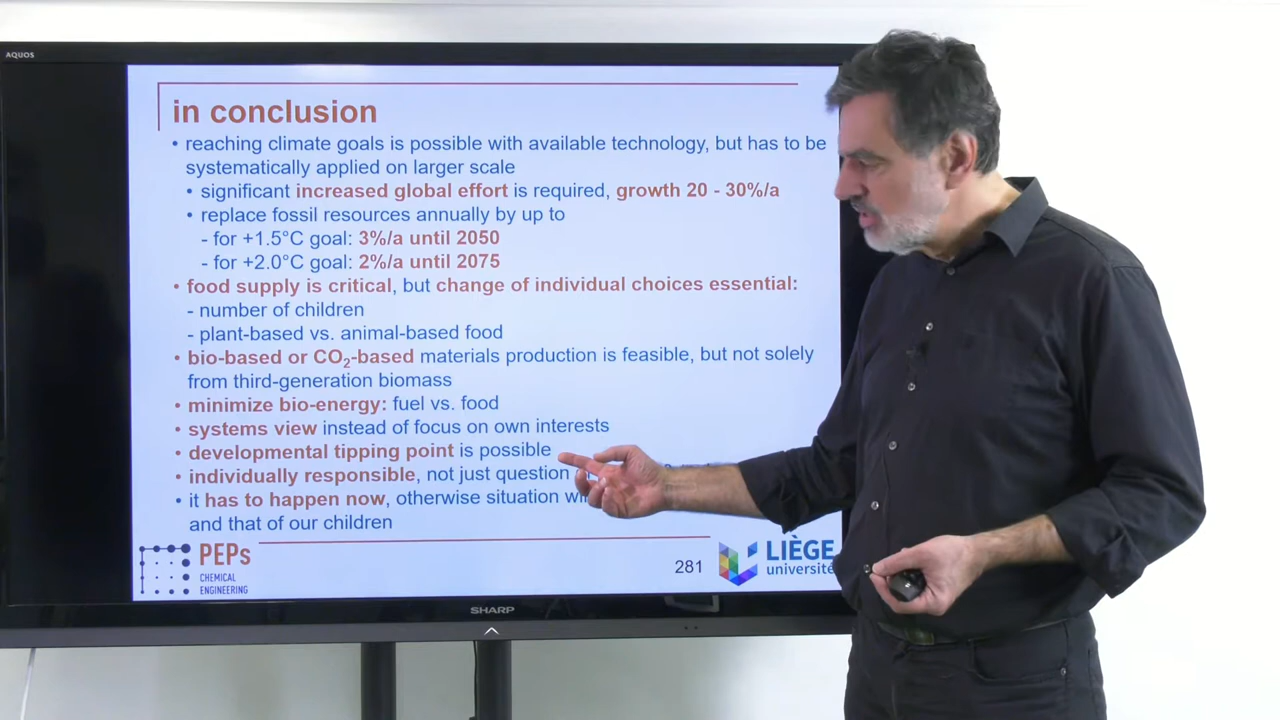 AQUOS
in conclusion
• reaching climate goals is possible with available technology, but has to be
systematically applied on larger scale
• significant increased global effort is required, growth 20 - 30%/a
• replace fossil resources annually by up to
- for +1.5°C goal: 3%/a until 2050
- for +2.0°C goal: 2%/a until 2075
• food supply is critical, but change of individual choices essential:
- number of children
- plant-based vs. animal-based food
• bio-based or CO₂-based materials production is feasible, but not solely
from third-generation biomass
• minimize bio-energy: fuel vs. food
• systems view instead of focus on own interests
• developmental tipping point is possible
• individually responsible, not just question
• it has to happen now, otherwise situation
and that of our children
PEPs
CHEMICAL
ENGINEERING
281
LIÈGE
université
SHARP